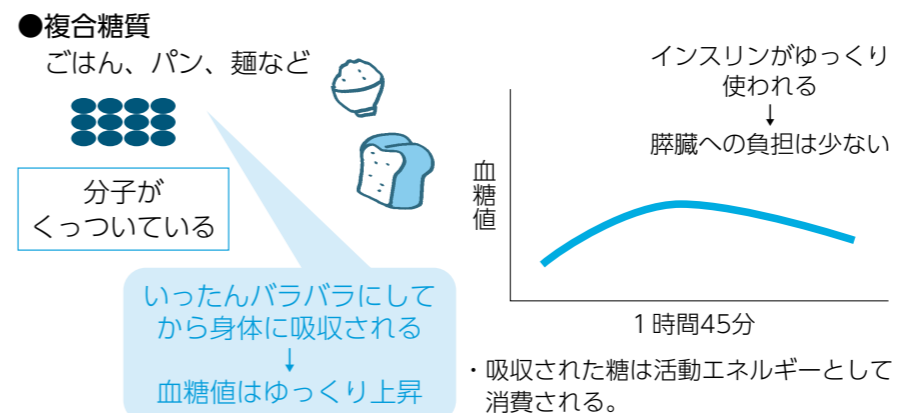 ●複合糖質
ごはん、パン、麺など
分子が
くっついている
いったんバラバラにして
から身体に吸収される
↓
血糖値はゆっくり上昇
インスリンがゆっくり
使われる
↓
膵臓への負担は少ない
血糖値
1時間45分
・吸収された糖は活動エネルギーとして
消費される。